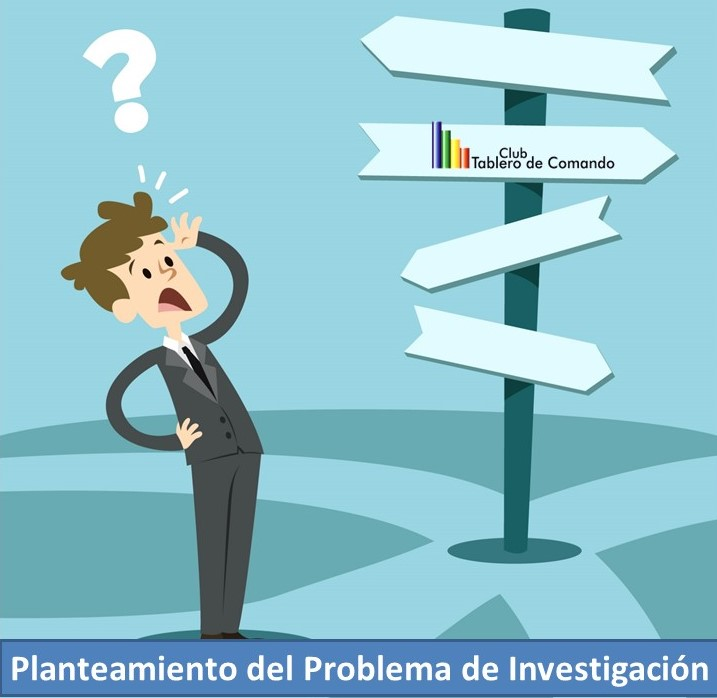 ?
Club
Tablero de Comando
Planteamiento del Problema de Investigación